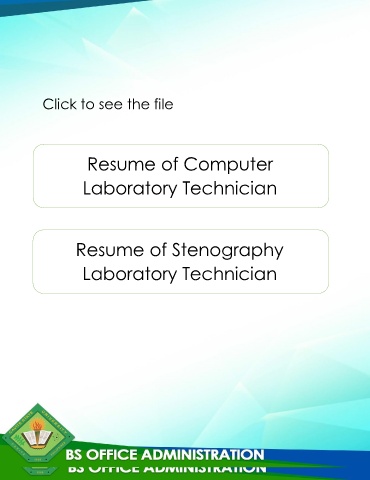 Click to see the file
Resume of Computer
Laboratory Technician
Resume of Stenography
Laboratory Technician
BS OFFICE ADMINISTRATION
BS OFFICE ADMINISTRATION